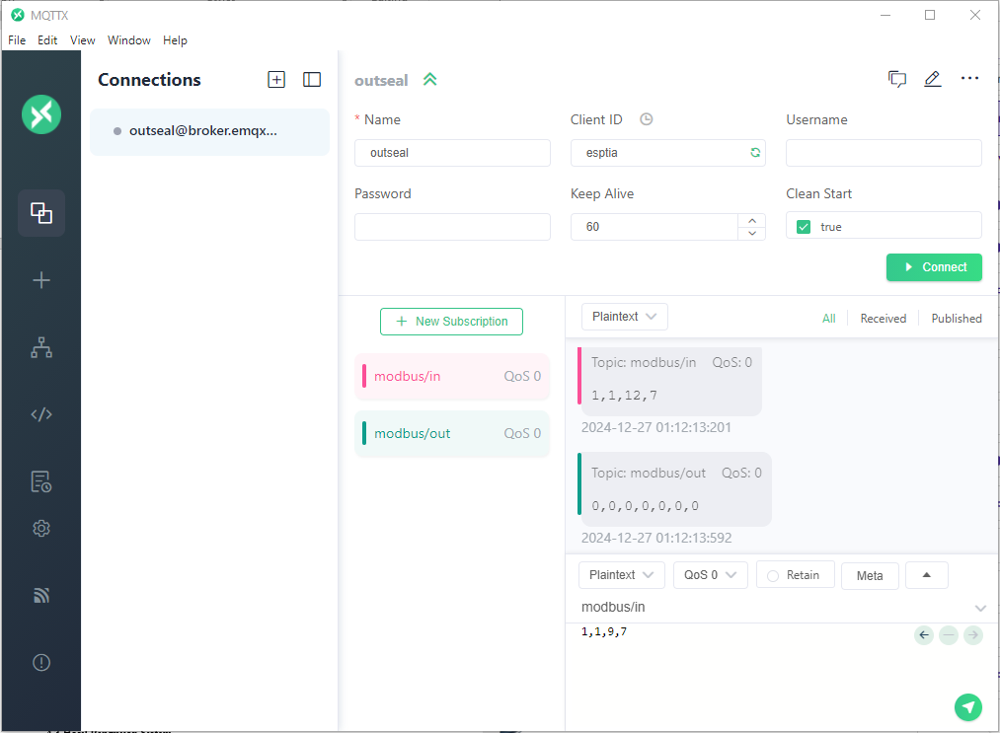 MQTTX
File Edit View Window Help
Connections
outseal@broker.emqx...
outseal
* Name
Client ID
Username
outseal
esptia
Password
Keep Alive
Clean Start
60
true
Connect
New Subscription
modbus/in QoS 0
modbus/out QoS 0
Plaintext
All Received Published
Topic: modbus/in QoS: 0
1,1,12,7
2024-12-27 01:12:13:201
Topic: modbus/out QoS: 0
0,0,0,0,0,0,0
2024-12-27 01:12:13:592
Plaintext QoS 0 Retain Meta
modbus/in
1,1,9,7